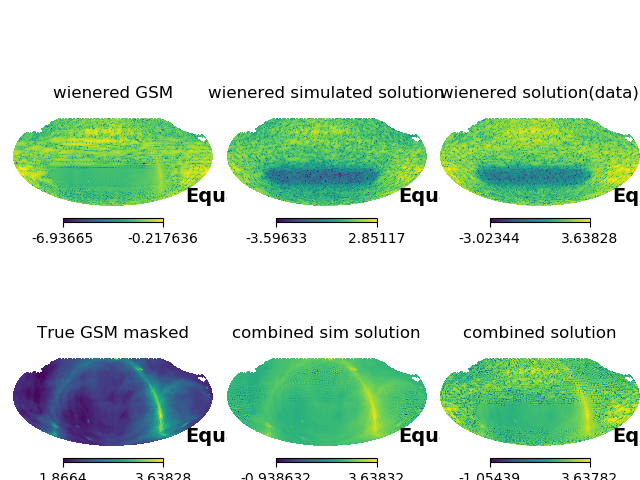 wienered GSM
wienered simulated solution
wienered solution(data)
Equ
Equ
Eq
-6.93665 -0.217636
-3.59633 2.85117
-3.02344 3.63828
True GSM masked
combined sim solution
combined solution
Equ
Equ
Eq
1.8664 3.63828
-0.938632 3.63832
-1.05439 3.63782